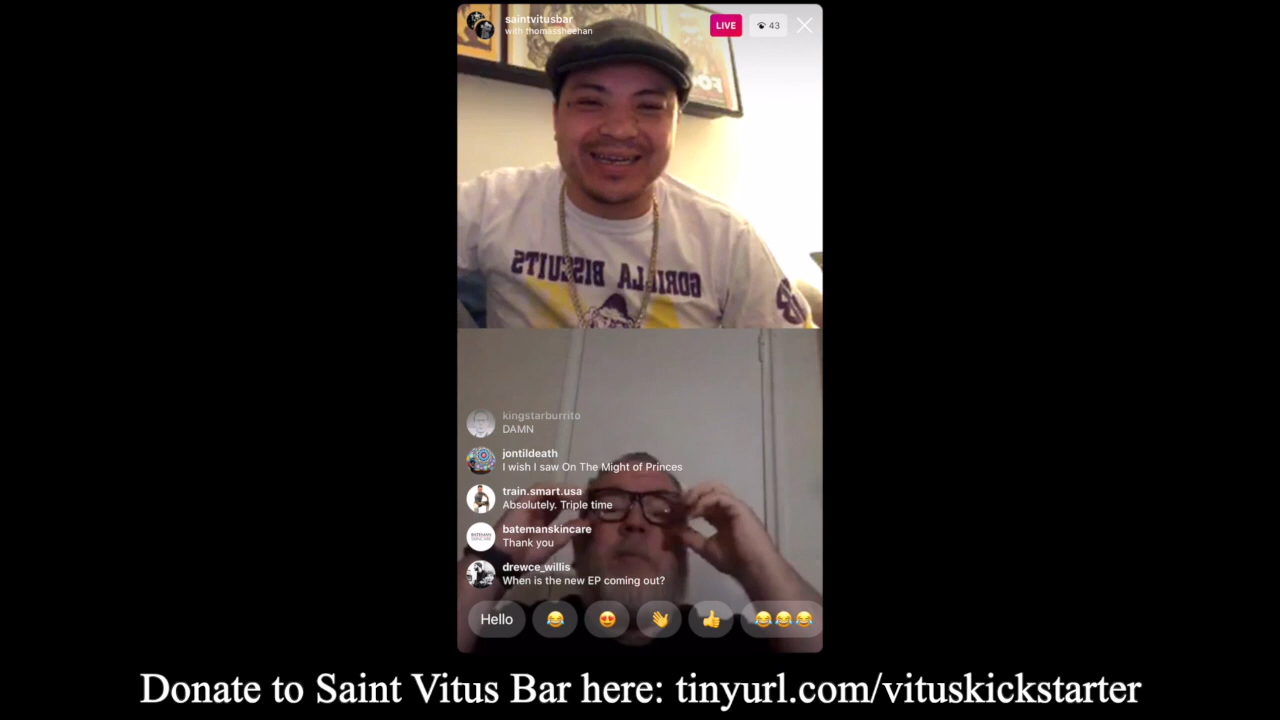 saintvitusbar
with thomassheehan
LIVE
43
GORILLA BISCUITS
kingstarburrito
DAMN
jontildeath
I wish I saw On The Might of Princes
train.smart.usa
Absolutely. Triple time
batemanskincare
Thank you
drewce_willis
When is the new EP coming out?
Hello
Donate to Saint Vitus Bar here: tinyurl.com/vituskickstarter